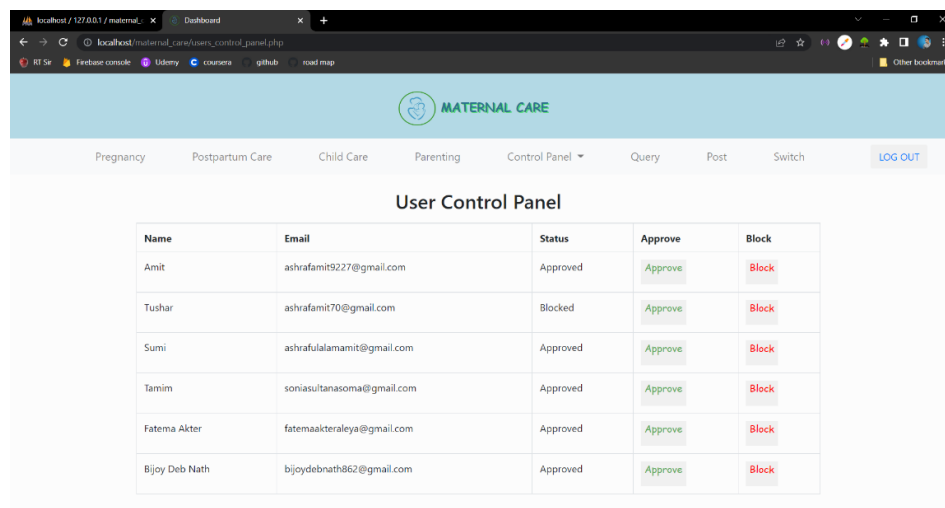 localhost / 127.0.0.1 / maternal_c Dashboard
localhost/maternal_care/users_control_panel.php
RT Sir Firebase console Udemy coursera github road map Other bookmar
MATERNAL CARE
Pregnancy Postpartum Care Child Care Parenting Control Panel Query Post Switch LOG OUT
User Control Panel
Name Email Status Approve Block
Amit ashrafamit9227@gmail.com Approved Approve Block
Tushar ashrafamit70@gmail.com Blocked Approve Block
Sumi ashrafulalamamit@gmail.com Approved Approve Block
Tamim soniasultanasoma@gmail.com Approved Approve Block
Fatema Akter fatemaakteraleya@gmail.com Approved Approve Block
Bijoy Deb Nath bijoydebnath862@gmail.com Approved Approve Block